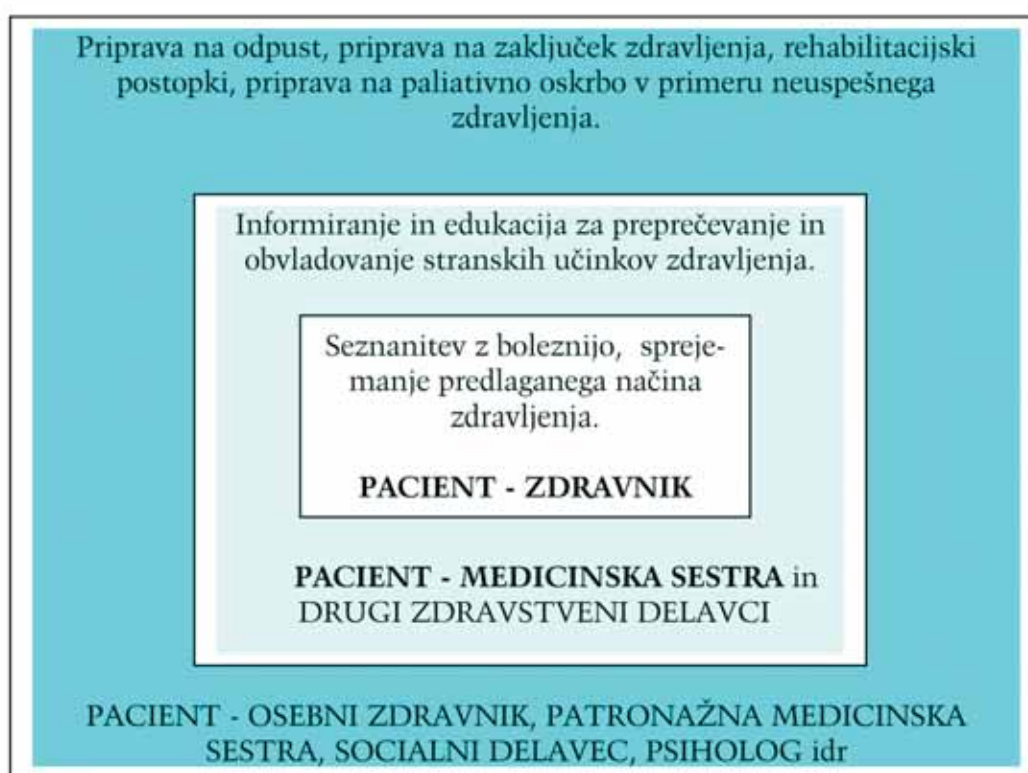 Priprava na odpust, priprava na zaključek zdravljenja, rehabilitacijski
postopki, priprava na paliativno oskrbo v primeru neuspešnega
zdravljenja.
Informiranje in edukacija za preprečevanje in
obvladovanje stranskih učinkov zdravljenja.
Seznanitev z boleznijo, spreje-
manje predlaganega načina
zdravljenja.
PACIENT - ZDRAVNIK
PACIENT - MEDICINSKA SESTRA in
DRUGI ZDRAVSTVENI DELAVCI
PACIENT - OSEBNI ZDRAVNIK, PATRONAŽNA MEDICINSKA
SESTRA, SOCIALNI DELAVEC, PSIHOLOG idr